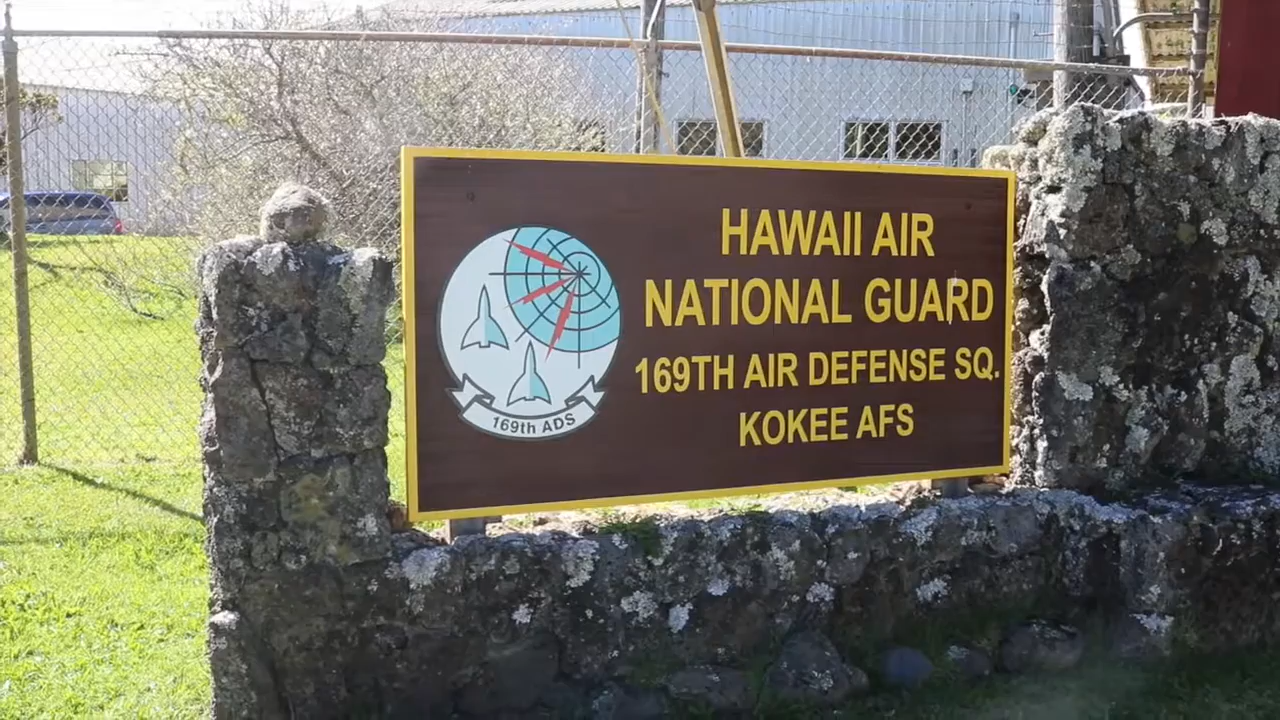 HAWAII AIR
NATIONAL GUARD
169TH AIR DEFENSE SQ.
KOKEE AFS
169th ADS